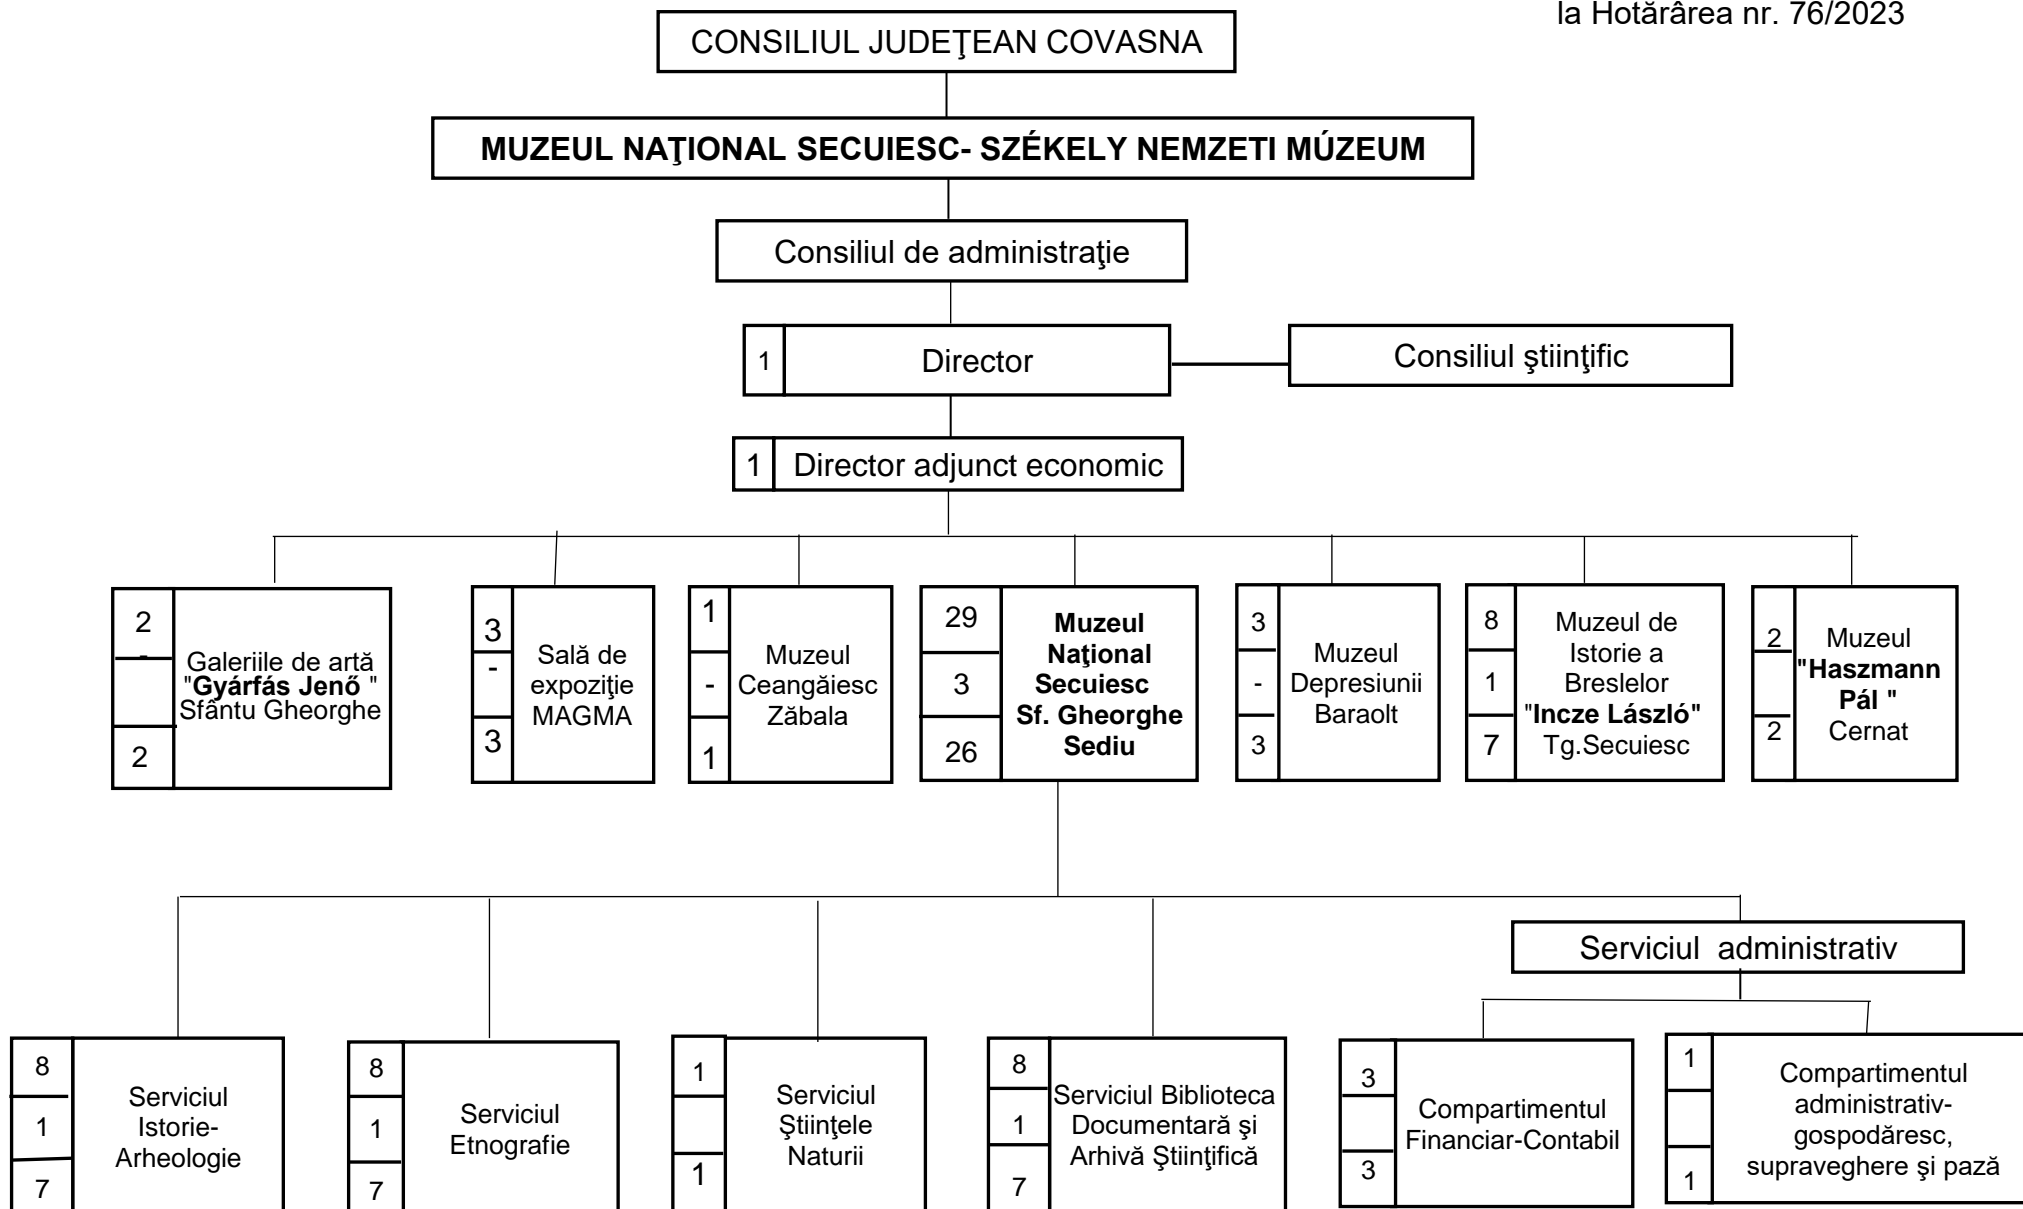 la Hotărârea nr. 76/2023
CONSILIUL JUDEŢEAN COVASNA
MUZEUL NAŢIONAL SECUIESC- SZÉKELY NEMZETI MÚZEUM
Consiliul de administraţie
1
Director
Consiliul ştiinţific
1
Director adjunct economic
2
-
2
Galeriile de artă
"Gyárfás Jenő "
Sfântu Gheorghe
3
-
3
Sală de
expoziţie
MAGMA
1
-
1
Muzeul
Ceangăiesc
Zăbala
29
3
26
Muzeul
Naţional
Secuiesc
Sf. Gheorghe
Sediu
3
-
3
Muzeul
Depresiunii
Baraolt
8
1
7
Muzeul de
Istorie a
Breslelor
"Incze László"
Tg.Secuiesc
2
2
Muzeul
"Haszmann
Pál "
Cernat
Serviciul administrativ
8
1
7
Serviciul
Istorie-
Arheologie
8
1
7
Serviciul
Etnografie
1
1
Serviciul
Ştiinţele
Naturii
8
1
7
Serviciul Biblioteca
Documentară şi
Arhivă Ştiinţifică
3
3
Compartimentul
Financiar-Contabil
1
1
Compartimentul
administrativ-
gospodăresc,
supraveghere şi pază